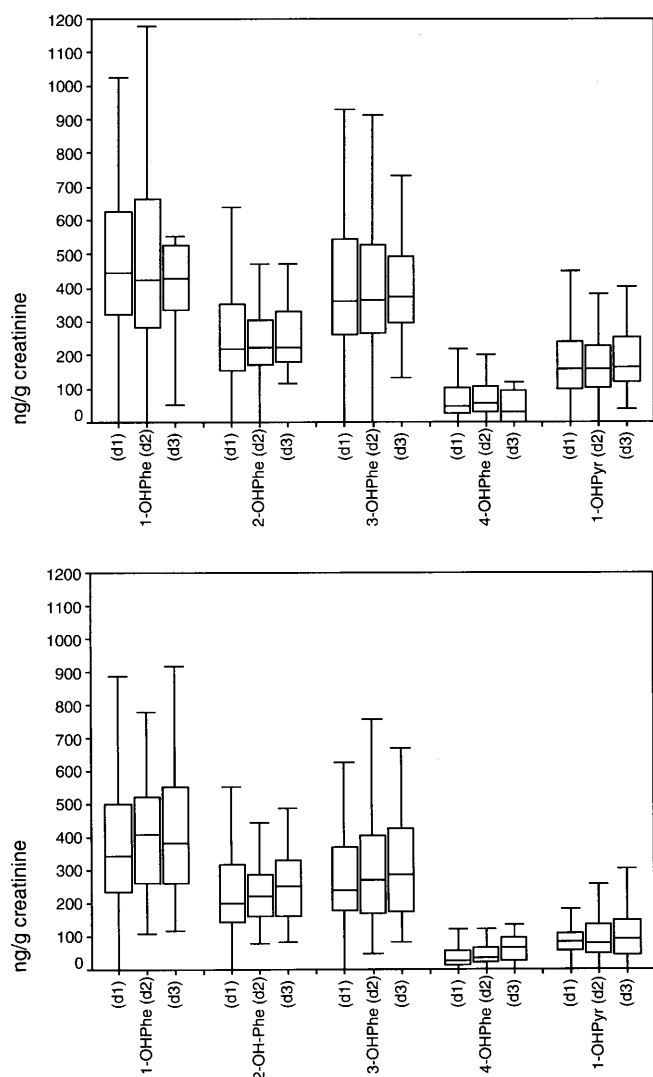 1200
1100
1000
900
800
700
600
500
400
300
200
100
0
ng/g creatinine
(d1)
1-OHPhe (d2)
(d3)
(d1)
2-OHPhe (d2)
(d3)
(d1)
3-OHPhe (d2)
(d3)
(d1)
4-OHPhe (d2)
(d3)
(d1)
1-OHPyr (d2)
(d3)
1200
1100
1000
900
800
700
600
500
400
300
200
100
0
ng/g creatinine
(d1)
1-OHPhe (d2)
(d3)
(d1)
2-OH-Phe (d2)
(d3)
(d1)
3-OHPhe (d2)
(d3)
(d1)
4-OHPhe (d2)
(d3)
(d1)
1-OHPyr (d2)
(d3)